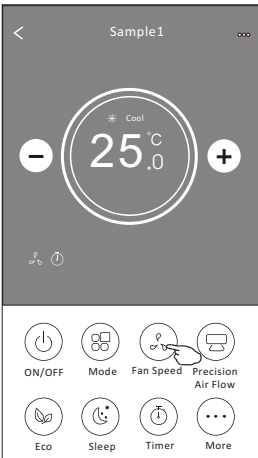 Sample1
Cool
25.0°C
ON/OFF Mode Fan Speed Precision Air Flow
Eco Sleep Timer More